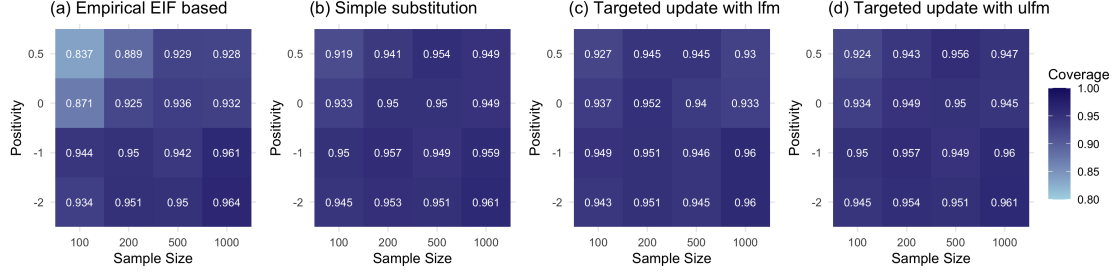 (a) Empirical EIF based
(b) Simple substitution
(c) Targeted update with lfm
(d) Targeted update with ulfm
Positivity
0.5
0.837 0.889 0.929 0.928
0
0.871 0.925 0.936 0.932
-1
0.944 0.95 0.942 0.961
-2
0.934 0.951 0.95 0.964
100 200 500 1000
Sample Size
Positivity
0.5
0.919 0.941 0.954 0.949
0
0.933 0.95 0.95 0.949
-1
0.95 0.957 0.949 0.959
-2
0.945 0.953 0.951 0.961
100 200 500 1000
Sample Size
Positivity
0.5
0.927 0.945 0.945 0.93
0
0.937 0.952 0.94 0.933
-1
0.949 0.951 0.946 0.96
-2
0.943 0.951 0.945 0.96
100 200 500 1000
Sample Size
Positivity
0.5
0.924 0.943 0.956 0.947
0
0.934 0.949 0.95 0.945
-1
0.95 0.957 0.949 0.96
-2
0.945 0.954 0.951 0.961
100 200 500 1000
Sample Size
Coverage
1.00
0.95
0.90
0.85
0.80